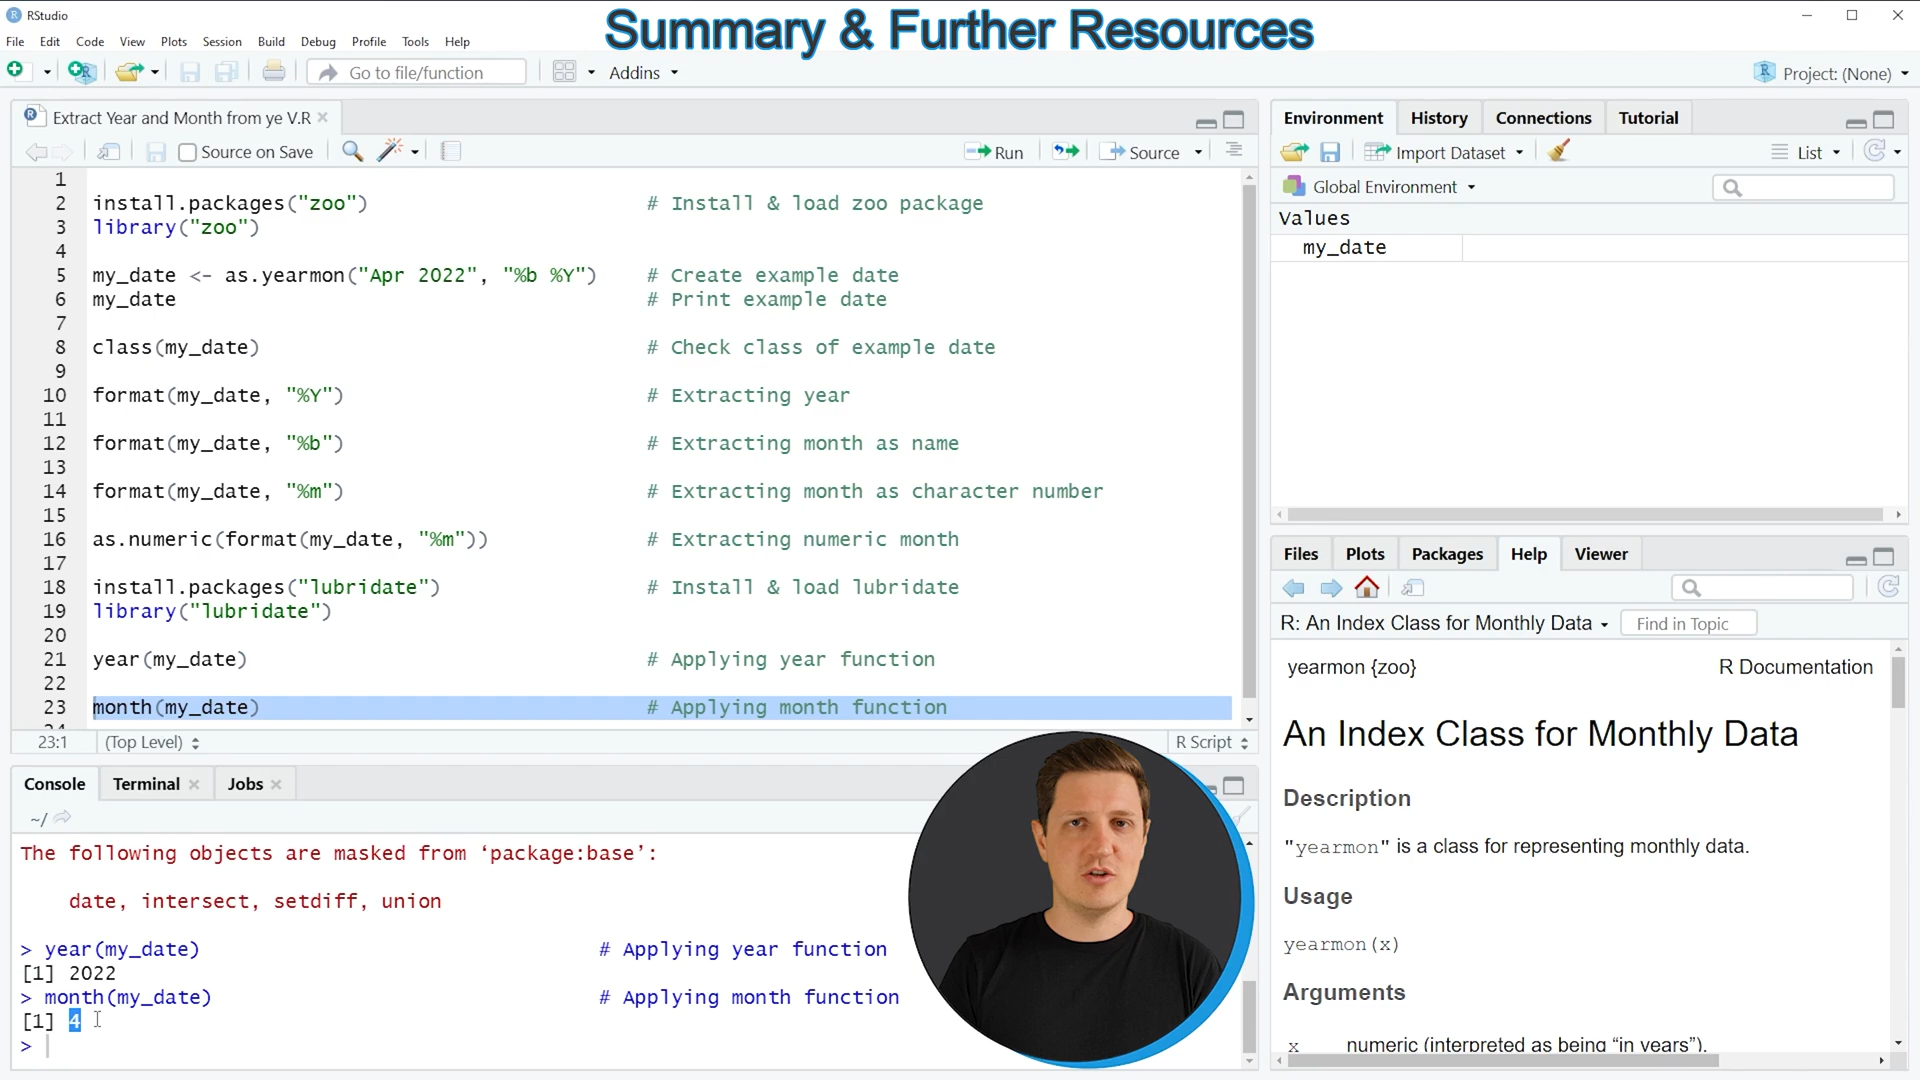 RStudio
Summary & Further Resources
File Edit Code View Plots Session Build Debug Profile Tools Help
Go to file/function
Addins
Project: (None)
Extract Year and Month from ye V.R
Source on Save
Run
Source
1
2 install.packages("zoo") # Install & load zoo package
3 library("zoo")
4
5 my_date <- as.yearmon("Apr 2022", "%b %Y") # Create example date
6 my_date # Print example date
7
8 class(my_date) # Check class of example date
9
10 format(my_date, "%Y") # Extracting year
11
12 format(my_date, "%b") # Extracting month as name
13
14 format(my_date, "%m") # Extracting month as character number
15
16 as.numeric(format(my_date, "%m")) # Extracting numeric month
17
18 install.packages("lubridate") # Install & load lubridate
19 library("lubridate")
20
21 year(my_date) # Applying year function
22
23 month(my_date) # Applying month function
24
23:1 (Top Level) R Script
Console Terminal Jobs
~/
The following objects are masked from ‘package:base’:
date, intersect, setdiff, union
> year(my_date) # Applying year function
[1] 2022
> month(my_date) # Applying month function
[1] 4
>
Environment History Connections Tutorial
Import Dataset
List
Global Environment
Values
my_date
Files Plots Packages Help Viewer
R: An Index Class for Monthly Data
Find in Topic
yearmon {zoo} R Documentation
An Index Class for Monthly Data
Description
"yearmon" is a class for representing monthly data.
Usage
yearmon(x)
Arguments
x numeric (interpreted as being “in years”).